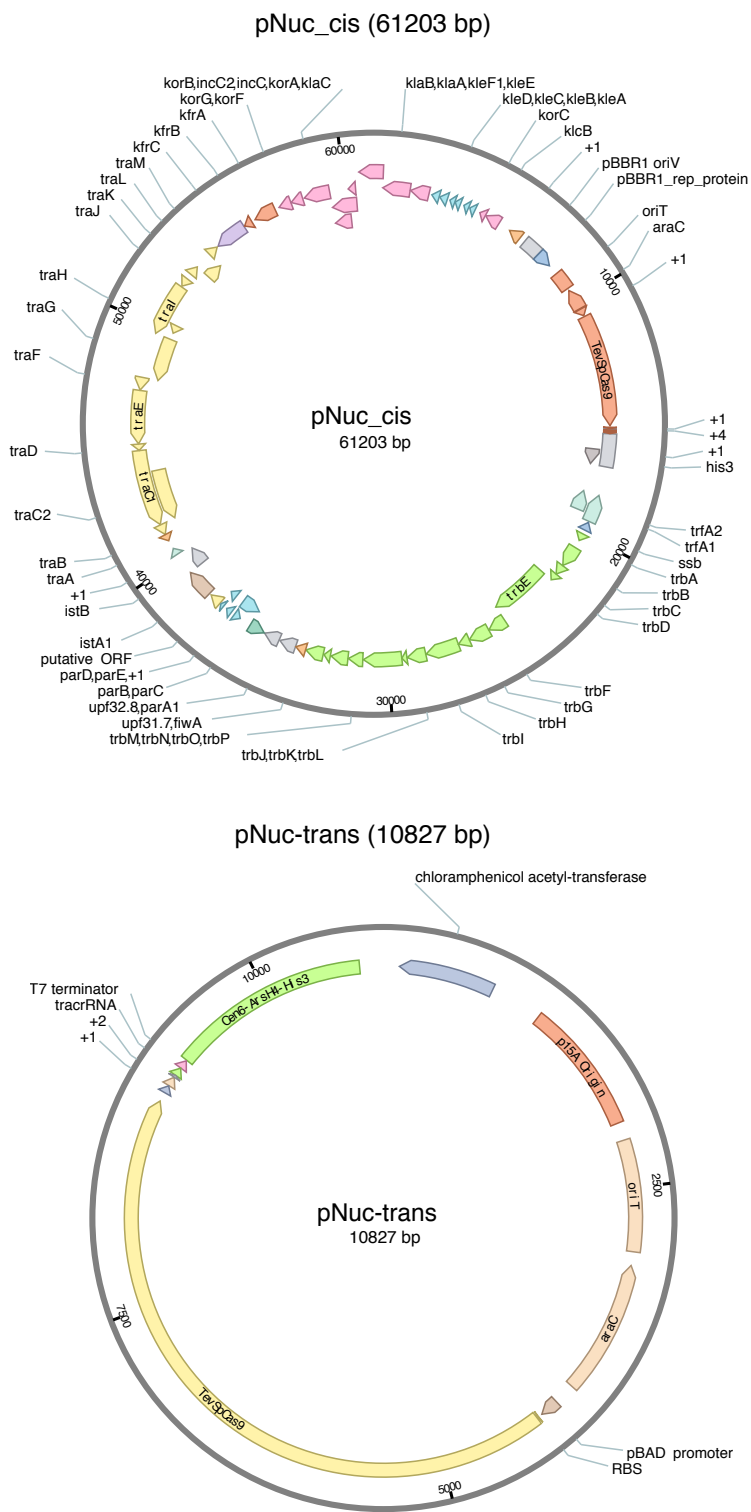 pNuc_cis (61203 bp)
korB,incC2,incC,korA,klaC
korG,korF
kfrA
kfrB
kfrC
traM
traL
traK
traJ
traH
traG
traF
traD
traC2
traB
traA
+1
istB
istA1
putative ORF
parD,parE,+1
parB,parC
upf32.8,parA1
upf31.7,fiwA
trbM,trbN,trbO,trbP
trbJ,trbK,trbL
klaB,klaA,kleF1,kleE
kleD,kleC,kleB,kleA
korC
klcB
+1
pBBR1 oriV
pBBR1_rep_protein
oriT
araC
+1
+1
+4
+1
his3
trfA2
trfA1
ssb
trbA
trbB
trbC
trbD
trbF
trbG
trbH
trbI
60000
10000
20000
30000
40000
50000
traI
traE
traC1
trbE
TevSpCas9
pNuc_cis
61203 bp
pNuc-trans (10827 bp)
chloramphenicol acetyl-transferase
T7 terminator
tracrRNA
+2
+1
10000
Cen6-ArsH4-His3
p15A Origin
2500
oriT
araC
pNuc-trans
10827 bp
7500
TevSpCas9
5000
pBAD promoter
RBS